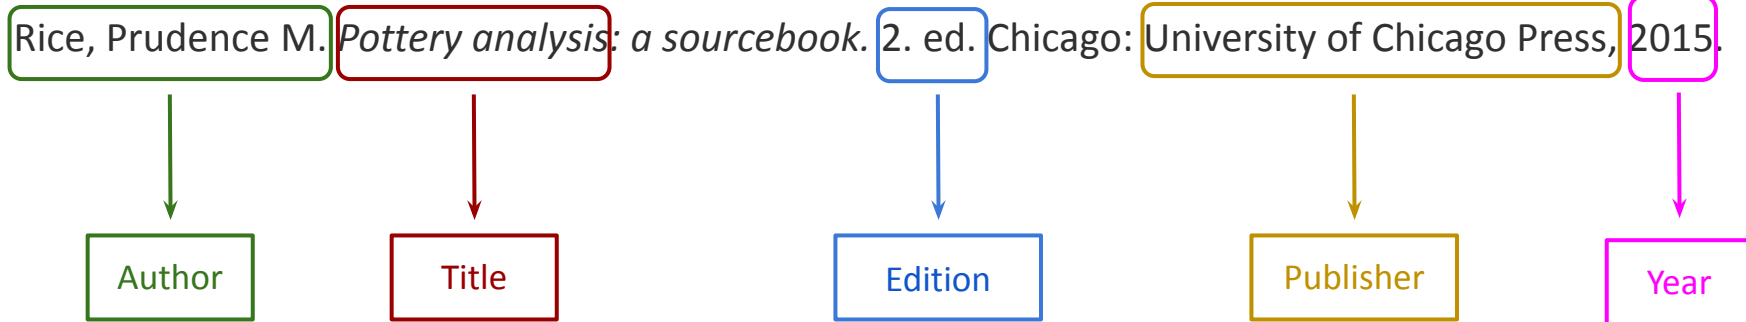 Rice, Prudence M. Pottery analysis: a sourcebook. 2. ed. Chicago: University of Chicago Press, 2015.
Author Title Edition Publisher Year